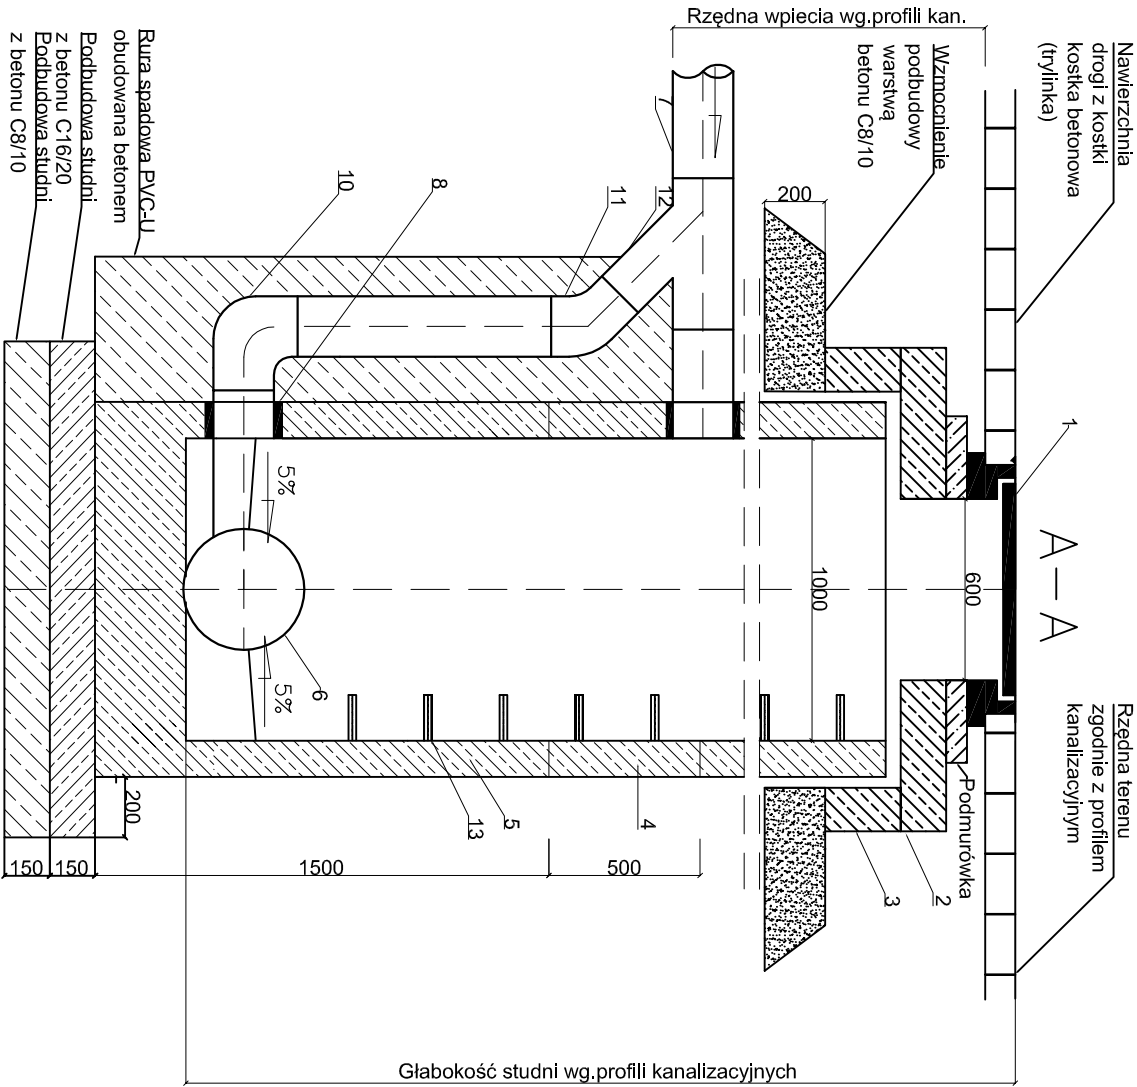 Rzędna wpiecia wg.profili kan.
Nawierzchnia
drogi z kostki
kostka betonowa
(trylinka)
Wzmocnienie
podbudowy
warstwą
betonu C8/10
Rura spadowa PVC-U
obudowana betonem
Podbudowa studni
z betonu C16/20
Podbudowa studni
z betonu C8/10
A — A
Rzędna terenu
zgodnie z profilem
kanalizacyjnym
Podmurówka
1
2
3
4
5
6
7
8
10
11
12
13
200
600
1000
5%
5%
200
150
150
1500
500
Głabokość studni wg.profili kanalizacyjnych